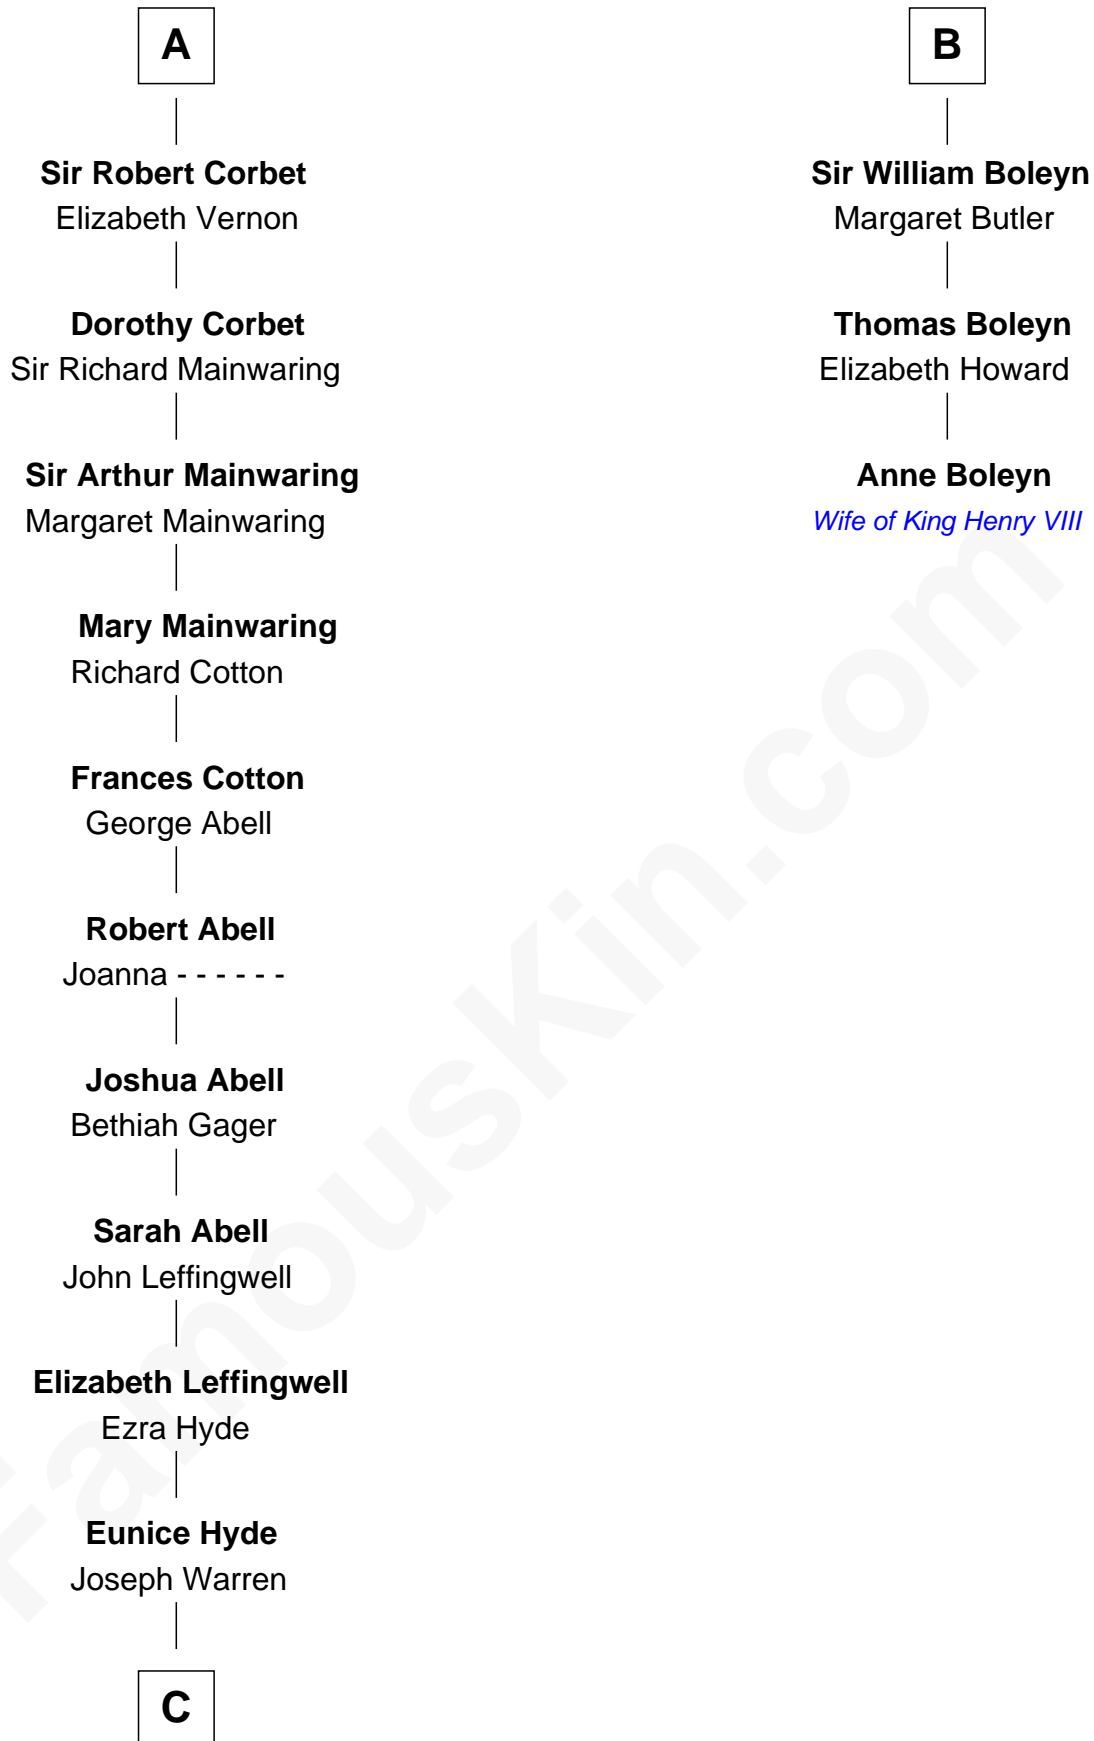 A
Sir Robert Corbet
Elizabeth Vernon
Dorothy Corbet
Sir Richard Mainwaring
Sir Arthur Mainwaring
Margaret Mainwaring
Mary Mainwaring
Richard Cotton
Frances Cotton
George Abell
Robert Abell
Joanna - - - - - -
Joshua Abell
Bethiah Gager
Sarah Abell
John Leffingwell
Elizabeth Leffingwell
Ezra Hyde
Eunice Hyde
Joseph Warren
C
B
Sir William Boleyn
Margaret Butler
Thomas Boleyn
Elizabeth Howard
Anne Boleyn
Wife of King Henry VIII
FamousKin.com